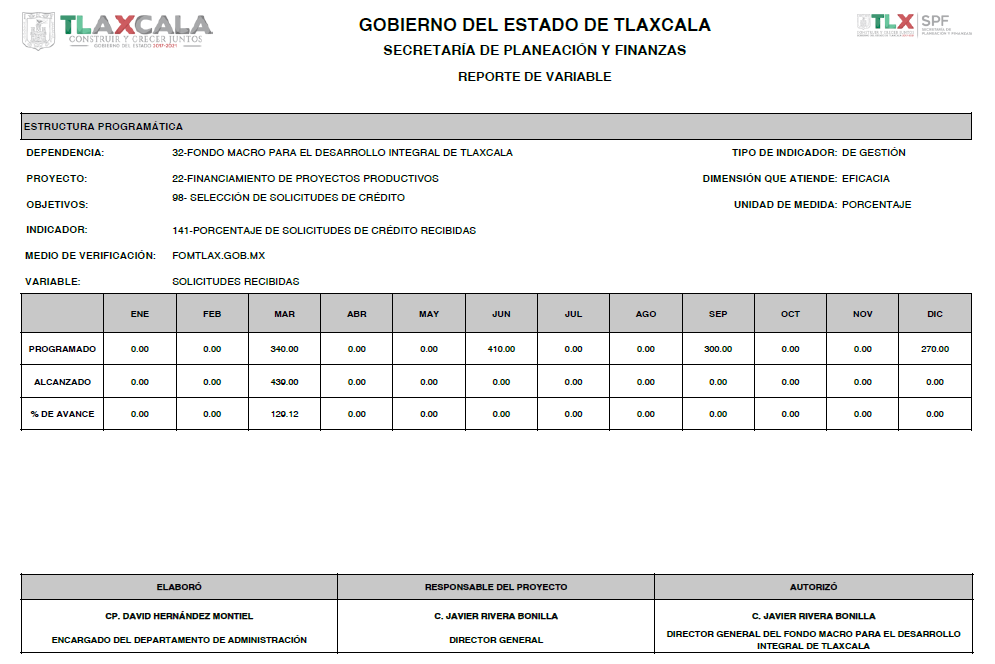 TLAXCALA
CONSTRUIR Y CRECER JUNTOS
GOBIERNO DEL ESTADO 2017-2021
GOBIERNO DEL ESTADO DE TLAXCALA
SECRETARÍA DE PLANEACIÓN Y FINANZAS
REPORTE DE VARIABLE
TLX SPF
CONSTRUIR Y CRECER JUNTOS
SECRETARÍA DE
PLANEACIÓN Y FINANZAS
ESTRUCTURA PROGRAMÁTICA
DEPENDENCIA: 32-FONDO MACRO PARA EL DESARROLLO INTEGRAL DE TLAXCALA TIPO DE INDICADOR: DE GESTIÓN
PROYECTO: 22-FINANCIAMIENTO DE PROYECTOS PRODUCTIVOS DIMENSIÓN QUE ATIENDE: EFICACIA
OBJETIVOS: 98- SELECCIÓN DE SOLICITUDES DE CRÉDITO UNIDAD DE MEDIDA: PORCENTAJE
INDICADOR: 141-PORCENTAJE DE SOLICITUDES DE CRÉDITO RECIBIDAS
MEDIO DE VERIFICACIÓN: FOMTLAX.GOB.MX
VARIABLE: SOLICITUDES RECIBIDAS
ENE FEB MAR ABR MAY JUN JUL AGO SEP OCT NOV DIC
PROGRAMADO 0.00 0.00 340.00 0.00 0.00 410.00 0.00 0.00 300.00 0.00 0.00 270.00
ALCANZADO 0.00 0.00 439.00 0.00 0.00 0.00 0.00 0.00 0.00 0.00 0.00 0.00
% DE AVANCE 0.00 0.00 129.12 0.00 0.00 0.00 0.00 0.00 0.00 0.00 0.00 0.00
ELABORÓ RESPONSABLE DEL PROYECTO AUTORIZÓ
CP. DAVID HERNÁNDEZ MONTIEL C. JAVIER RIVERA BONILLA C. JAVIER RIVERA BONILLA
ENCARGADO DEL DEPARTAMENTO DE ADMINISTRACIÓN DIRECTOR GENERAL DIRECTOR GENERAL DEL FONDO MACRO PARA EL DESARROLLO
INTEGRAL DE TLAXCALA